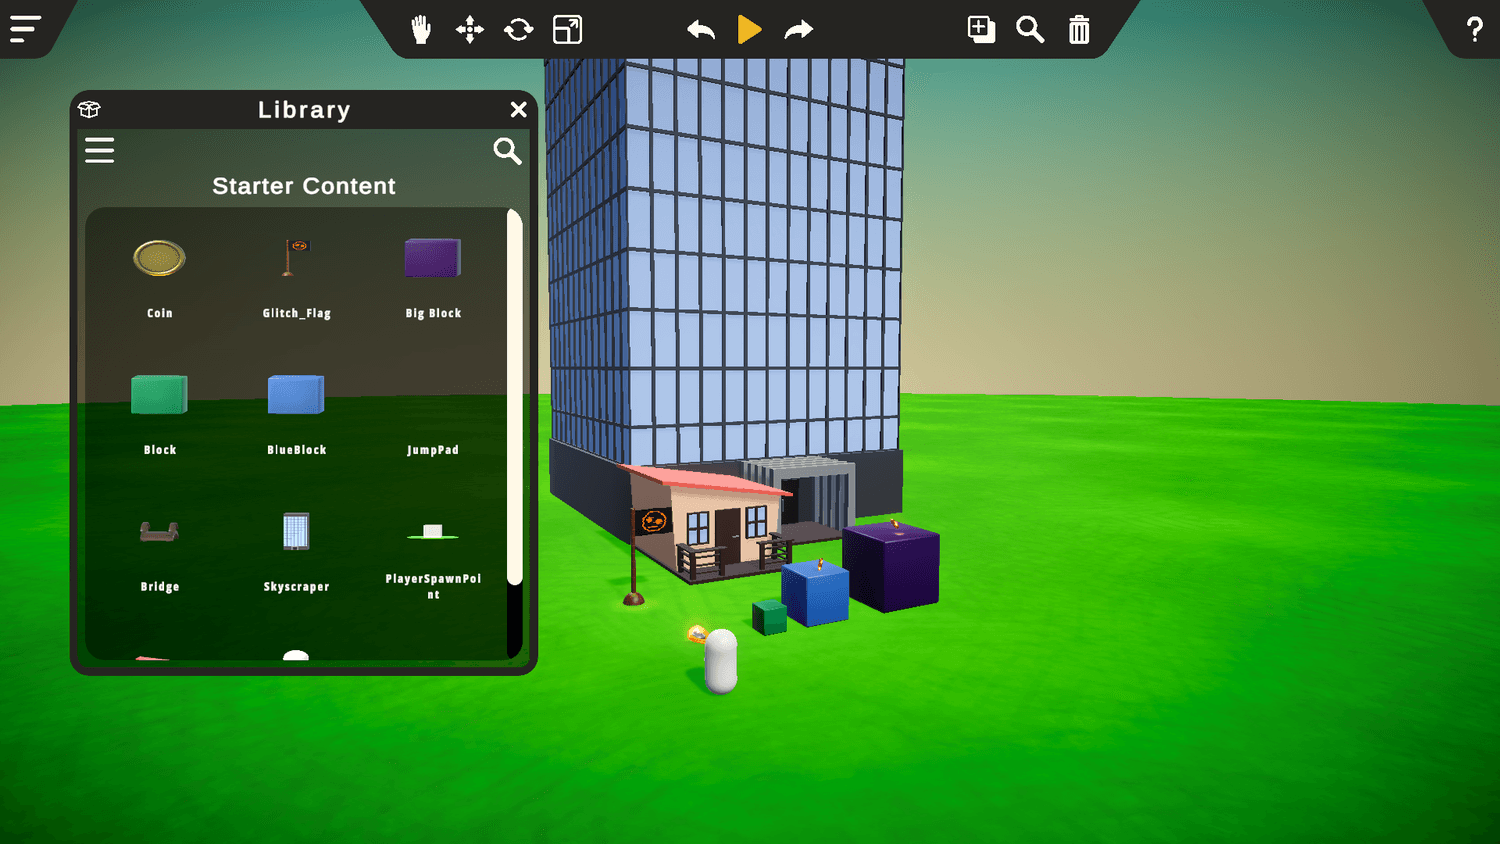 ?
Library
Starter Content
Coin
Glitch_Flag
Big Block
Block
BlueBlock
JumpPad
Bridge
Skyscraper
PlayerSpawnPoi
nt